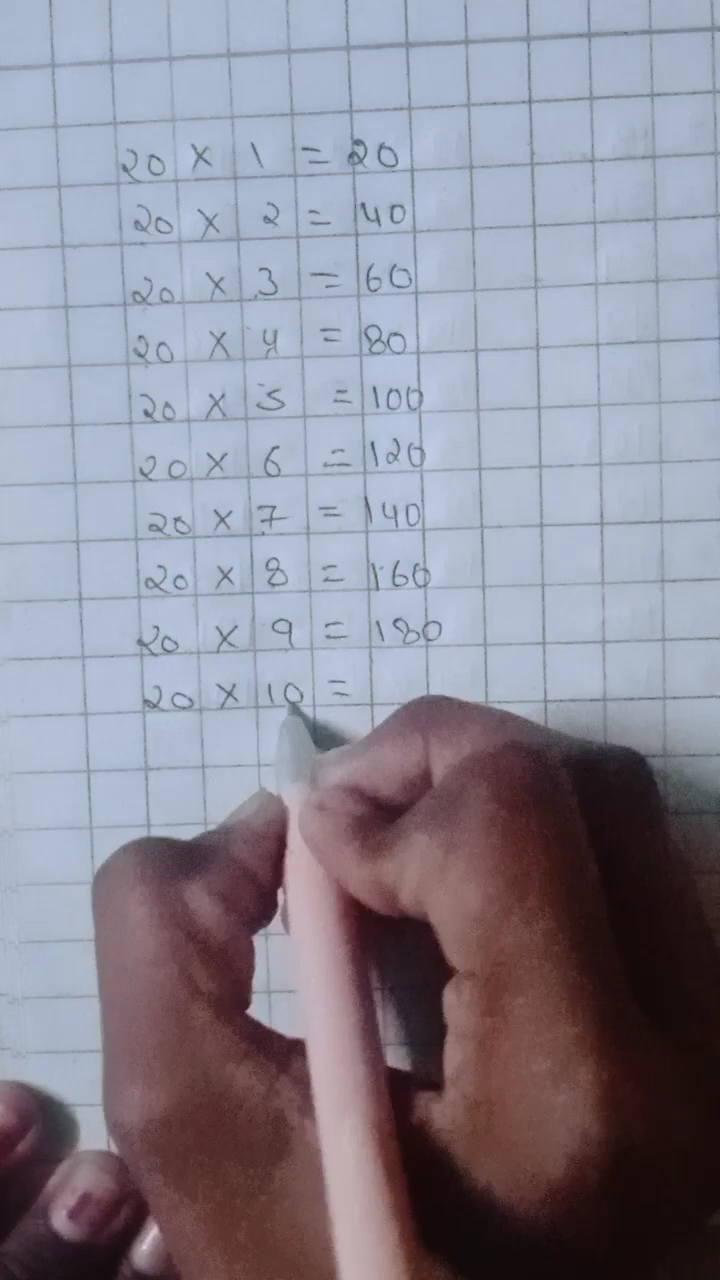 20 × 1 = 20
20 × 2 = 40
20 × 3 = 60
20 × 4 = 80
20 × 5 = 100
20 × 6 = 120
20 × 7 = 140
20 × 8 = 160
20 × 9 = 180
20 × 10 =